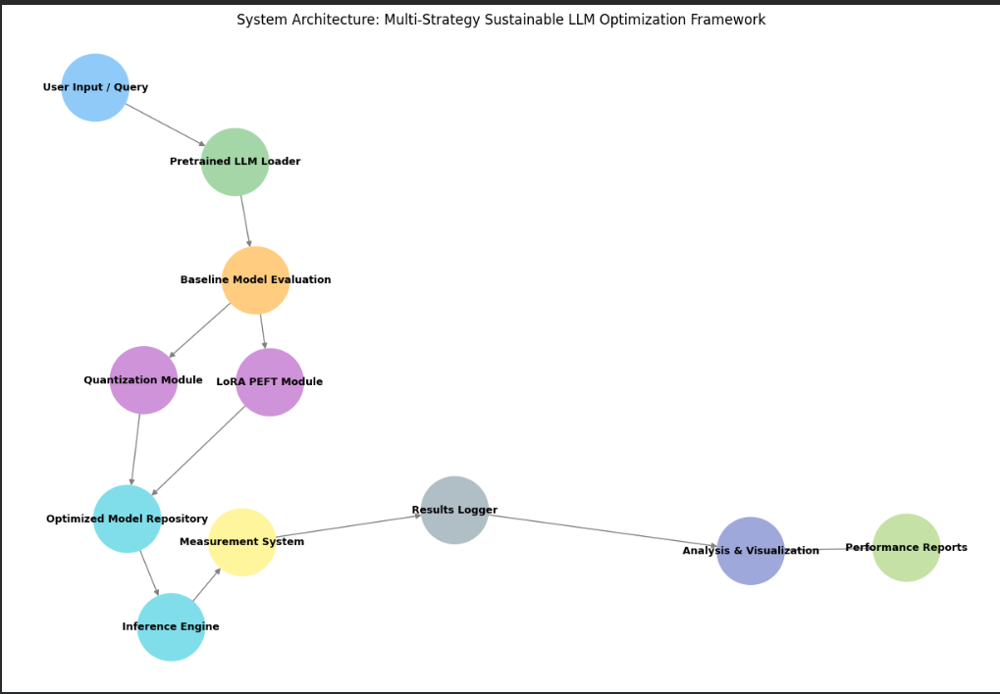 System Architecture: Multi-Strategy Sustainable LLM Optimization Framework
User Input / Query
Pretrained LLM Loader
Baseline Model Evaluation
Quantization Module
LoRA PEFT Module
Optimized Model Repository
Measurement System
Results Logger
Analysis & Visualization
Performance Reports
Inference Engine